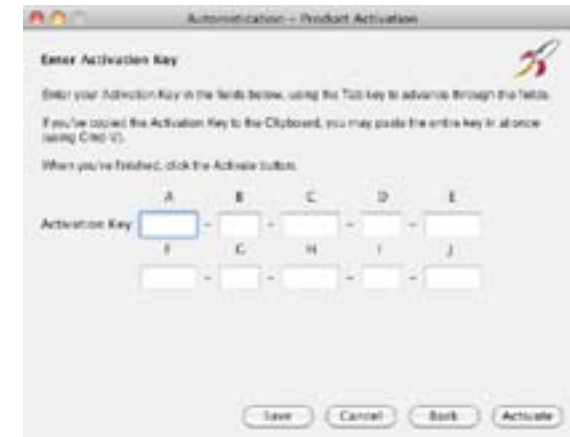 Automatication – Product Activation
Enter Activation Key
Enter your Activation Key in the fields below, using the Tab key to advance through the fields.
If you've copied the Activation Key to the Clipboard, you may paste the entire key in at once
(using Cmd-V).
When you're finished, click the Activate button.
A B C D E
Activation Key - - - -
F G H I J
- - - -
Save Cancel Back Activate